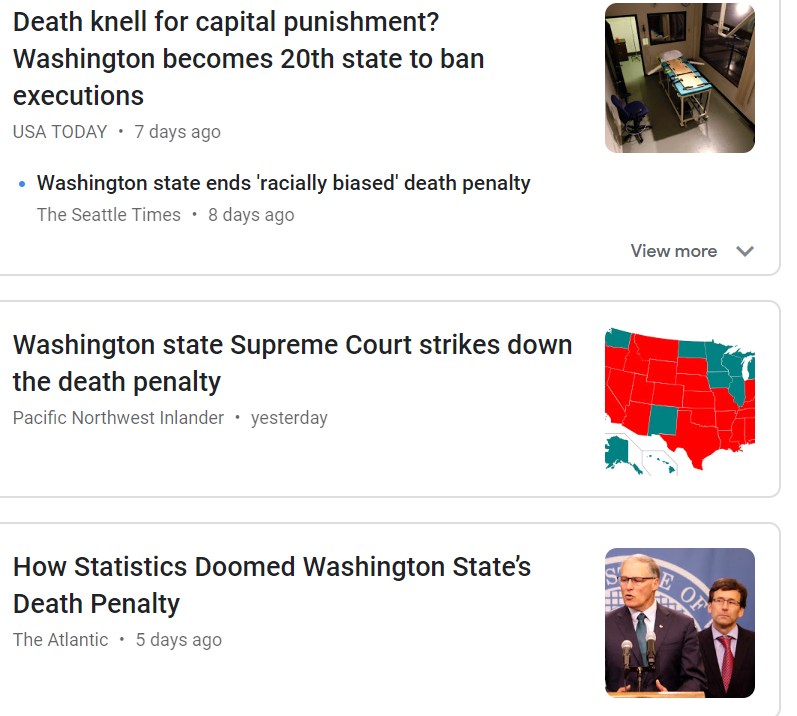 Death knell for capital punishment?
Washington becomes 20th state to ban
executions
USA TODAY • 7 days ago
• Washington state ends 'racially biased' death penalty
The Seattle Times • 8 days ago
View more
Washington state Supreme Court strikes down
the death penalty
Pacific Northwest Inlander • yesterday
How Statistics Doomed Washington State’s
Death Penalty
The Atlantic • 5 days ago
STATE OF